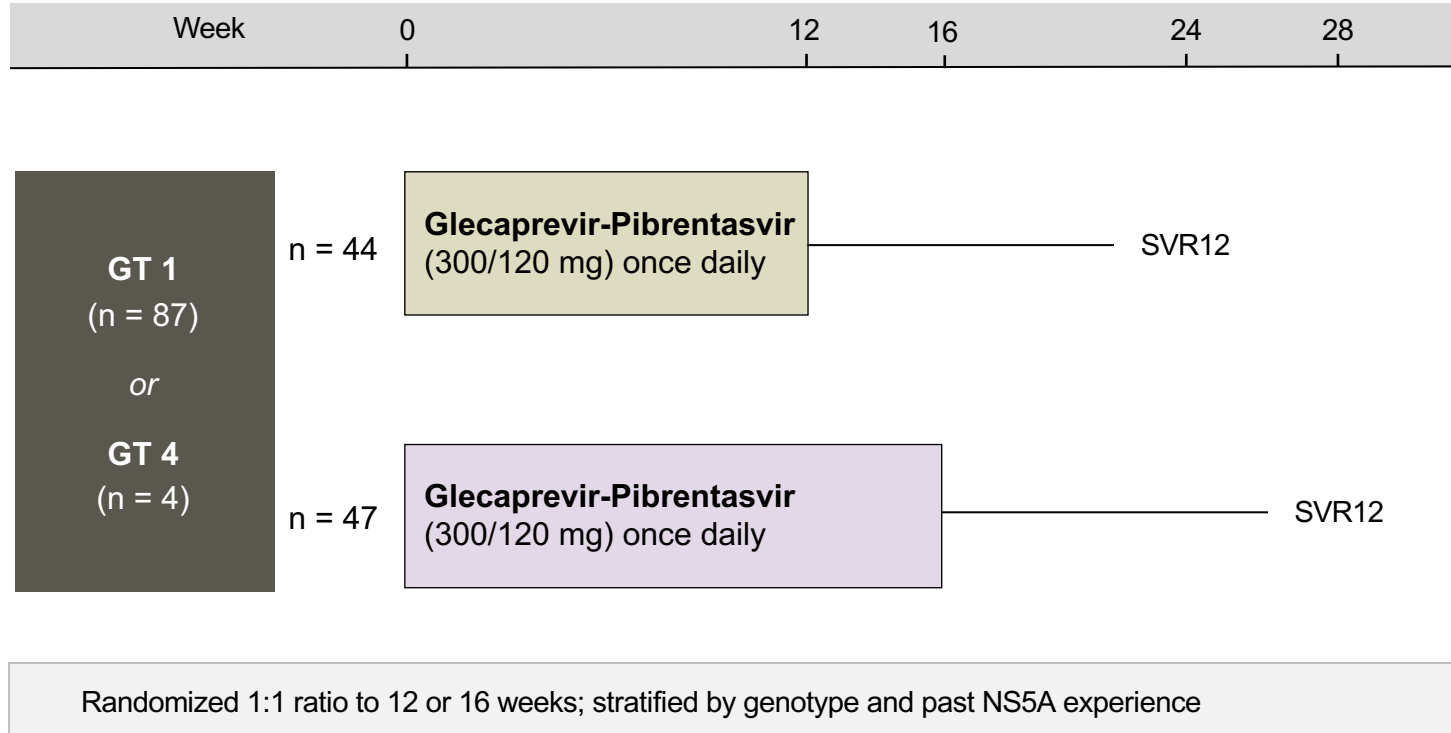 Week 0 12 16 24 28
GT 1
(n = 87)
or
GT 4
(n = 4)
n = 44
Glecaprevir-Pibrentasvir
(300/120 mg) once daily
SVR12
n = 47
Glecaprevir-Pibrentasvir
(300/120 mg) once daily
SVR12
Randomized 1:1 ratio to 12 or 16 weeks; stratified by genotype and past NS5A experience